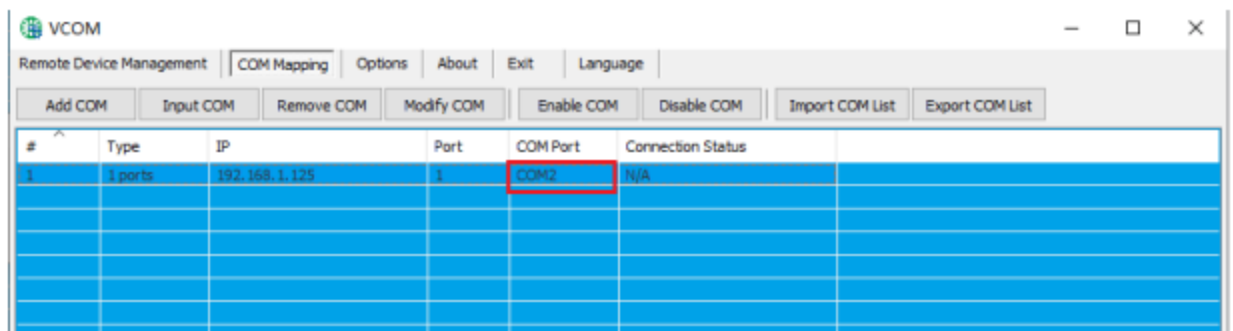 VCOM
Remote Device Management COM Mapping Options About Exit Language
Add COM Input COM Remove COM Modify COM Enable COM Disable COM Import COM List Export COM List
# Type IP Port COM Port Connection Status
1 1 ports 192.168.1.125 1 COM2 N/A